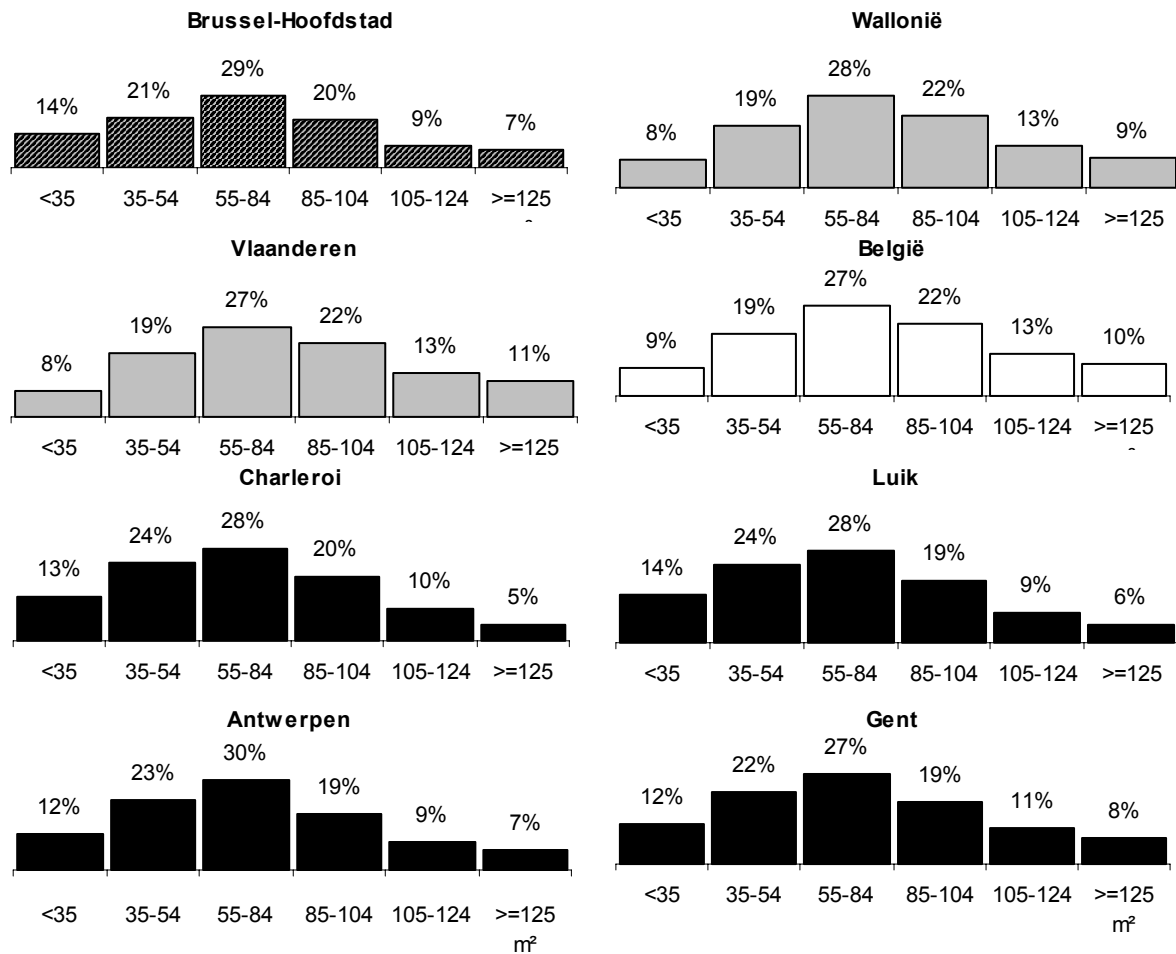 Brussel-Hoofdstad
14% 21% 29% 20% 9% 7%
<35 35-54 55-84 85-104 105-124 >=125
Wallonië
8% 19% 28% 22% 13% 9%
<35 35-54 55-84 85-104 105-124 >=125
Vlaanderen
8% 19% 27% 22% 13% 11%
<35 35-54 55-84 85-104 105-124 >=125
België
9% 19% 27% 22% 13% 10%
<35 35-54 55-84 85-104 105-124 >=125
Charleroi
13% 24% 28% 20% 10% 5%
<35 35-54 55-84 85-104 105-124 >=125
Luik
14% 24% 28% 19% 9% 6%
<35 35-54 55-84 85-104 105-124 >=125
Antwerpen
12% 23% 30% 19% 9% 7%
<35 35-54 55-84 85-104 105-124 >=125
m²
Gent
12% 22% 27% 19% 11% 8%
<35 35-54 55-84 85-104 105-124 >=125
m²